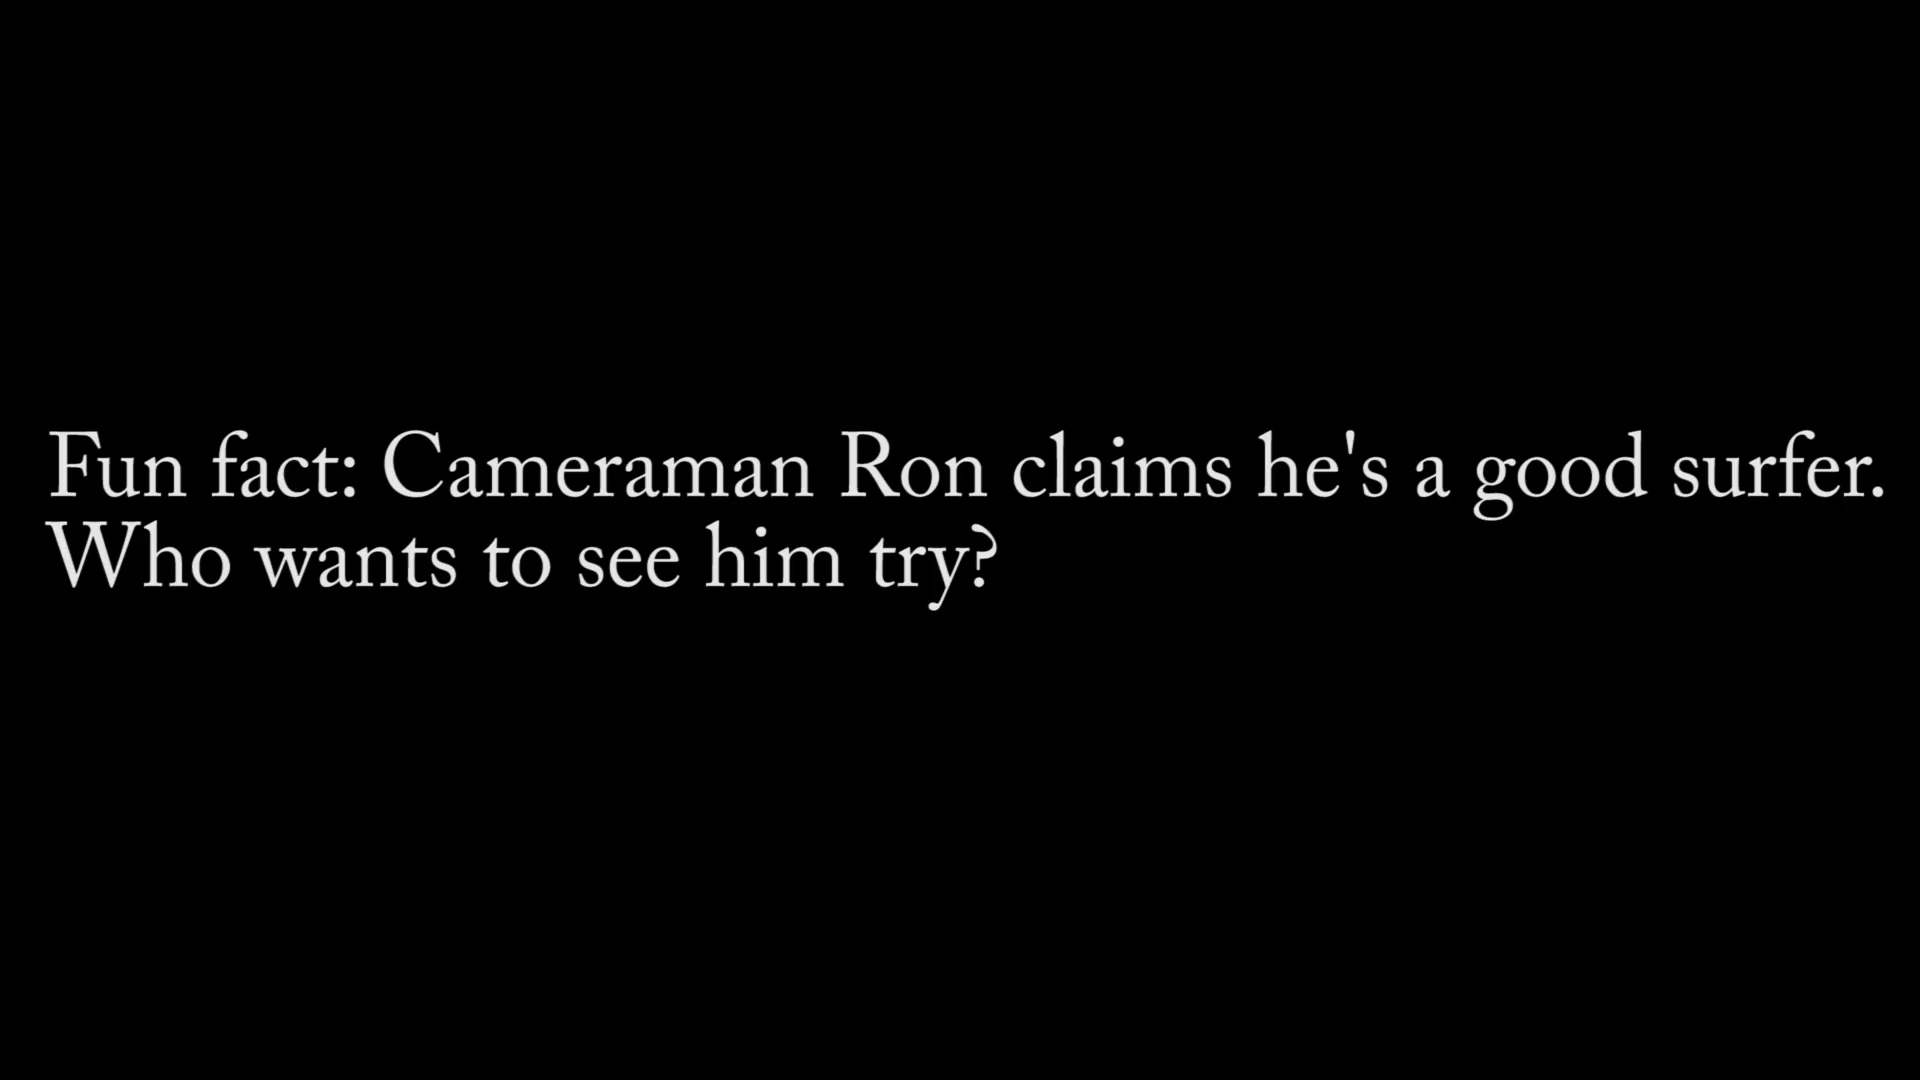 Fun fact: Cameraman Ron claims he's a good surfer.
Who wants to see him try?